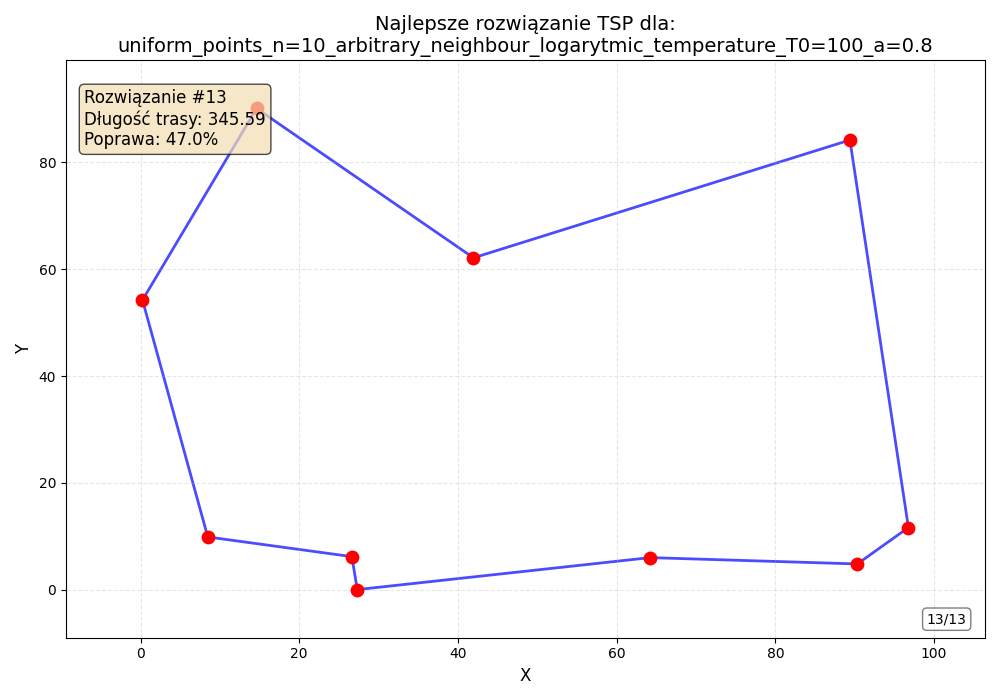 Najlepsze rozwiązanie TSP dla:
uniform_points_n=10_arbitrary_neighbour_logarytmic_temperature_T0=100_a=0.8
Rozwiązanie #13
Długość trasy: 345.59
Poprawa: 47.0%
Y
80
60
40
20
0
13/13
0 20 40 60 80 100
X